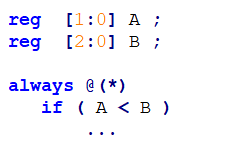 reg [1:0] A ;
reg [2:0] B ;
always @(*)
if ( A < B )
...